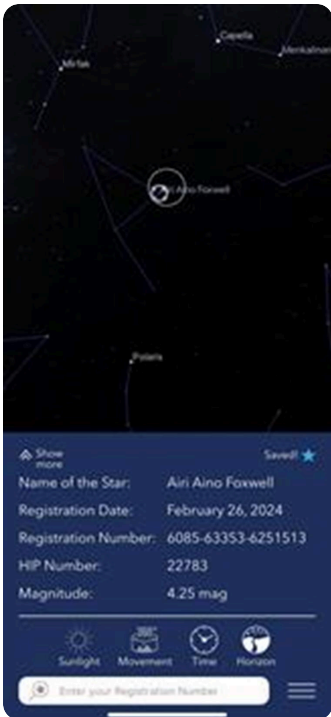 Capella
Menkalinan
Mirfak
Airi Aino Foxwell
Polaris
Show
more
Saved!
Name of the Star: Airi Aino Foxwell
Registration Date: February 26, 2024
Registration Number: 6085-63353-6251513
HIP Number: 22783
Magnitude: 4.25 mag
360°
Sunlight Movement Time Horizon
Enter your Registration Number